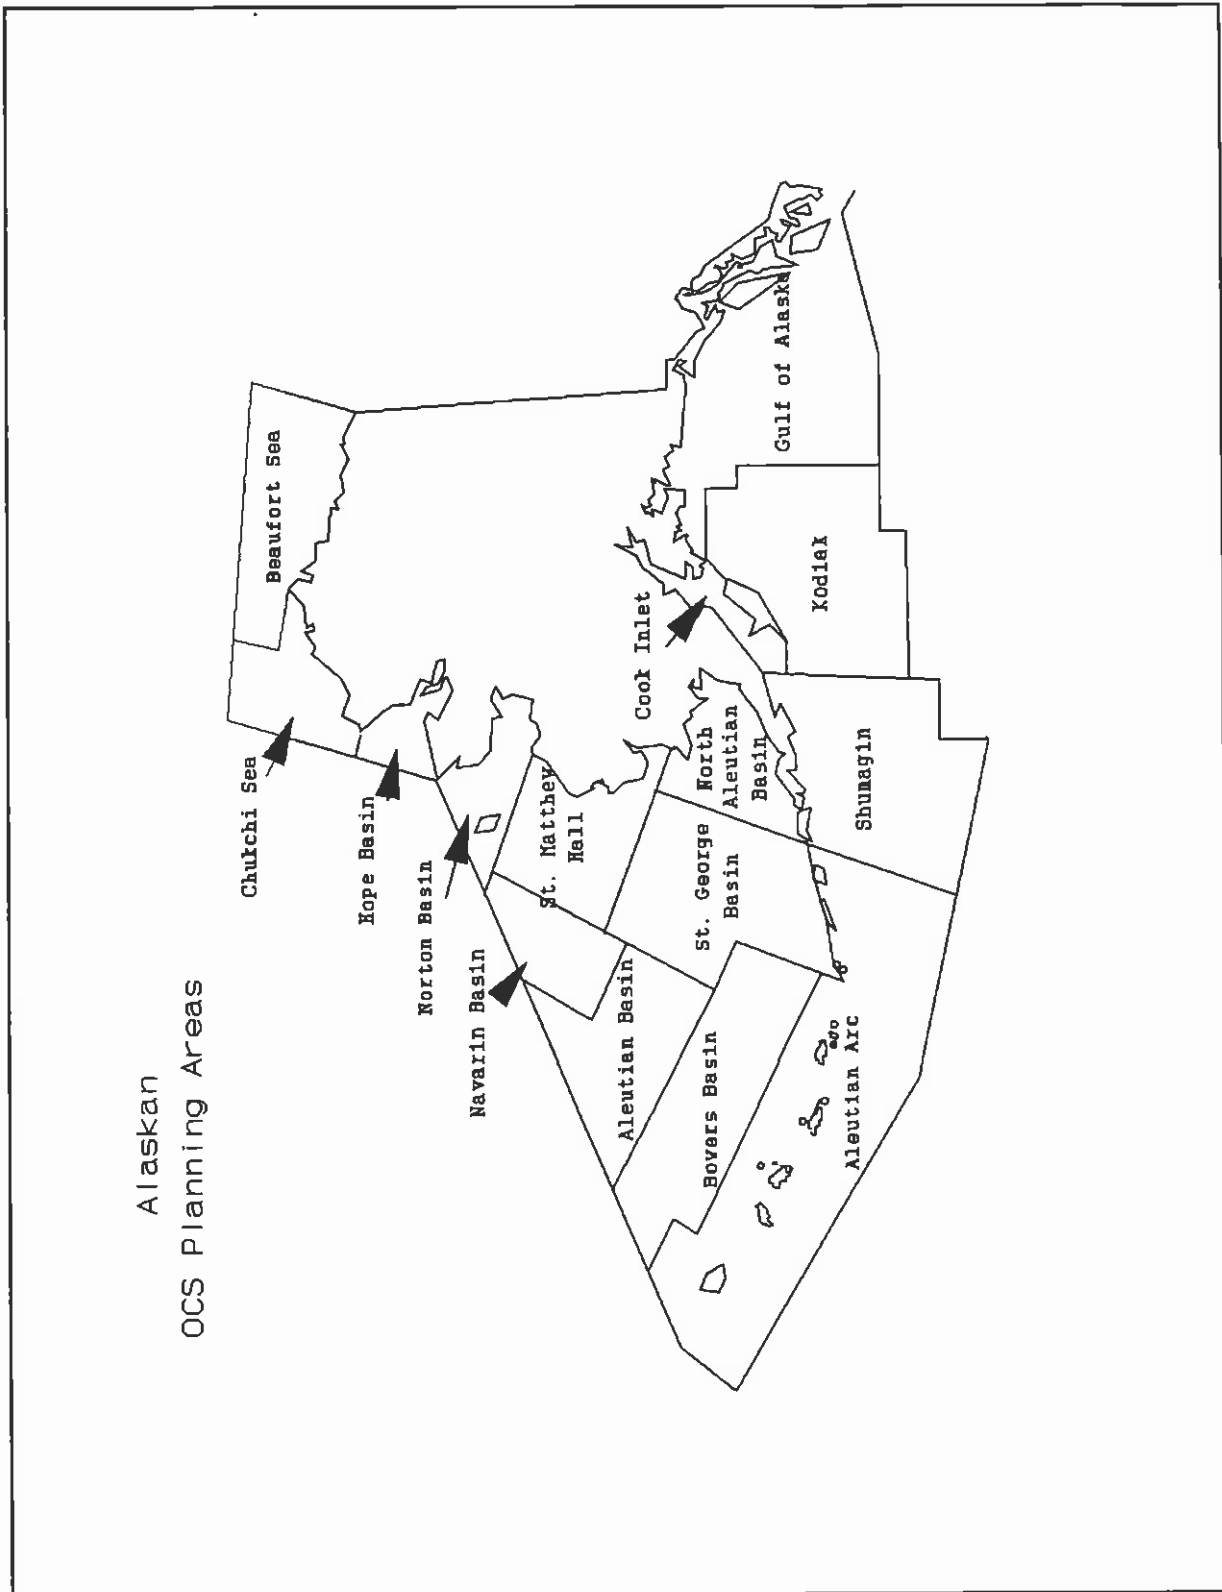 Alaskan
OCS Planning Areas
Chukchi Sea
Beaufort Sea
Hope Basin
Norton Basin
Navarin Basin
St. Matthew
Hall
Aleutian Basin
Cook Inlet
St. George
Basin
North
Aleutian
Basin
Bowers Basin
Gulf of Alaska
Kodiak
Aleutian Arc
Shumagin